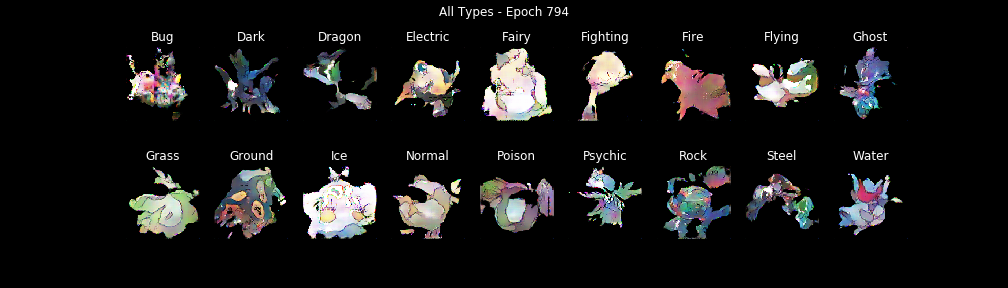 All Types - Epoch 794
Bug Dark Dragon Electric Fairy Fighting Fire Flying Ghost
Grass Ground Ice Normal Poison Psychic Rock Steel Water